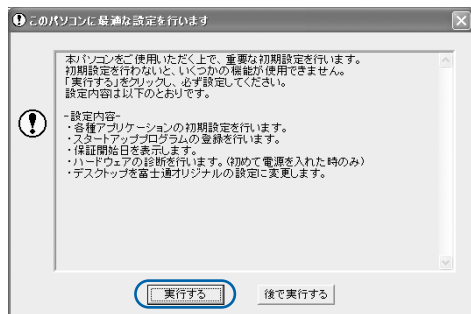 このパソコンに最適な設定を行います
本パソコンをご使用いただく上で、重要な初期設定を行います。
初期設定を行わないと、いくつかの機能が使用できません。
「実行する」をクリックし、必ず設定してください。
設定内容は以下のとおりです。
-設定内容-
・各種アプリケーションの初期設定を行います。
・スタートアッププログラムの登録を行います。
・保証開始日を表示します。
・ハードウェアの診断を行います。(初めて電源を入れた時のみ)
・デスクトップを富士通オリジナルの設定に変更します。
実行する 後で実行する